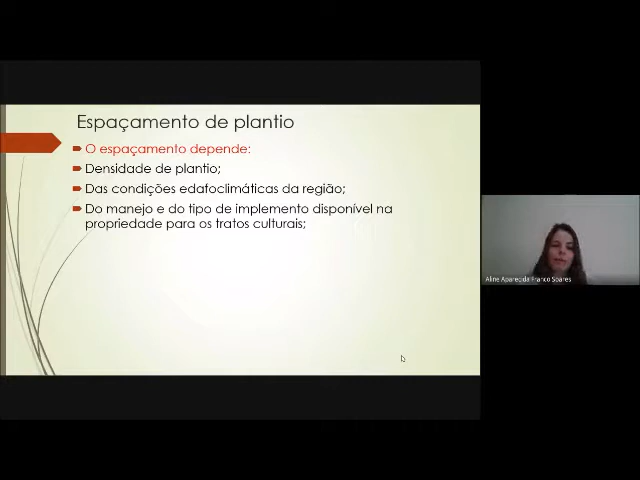 Espaçamento de plantio
O espaçamento depende:
Densidade de plantio;
Das condições edafoclimáticas da região;
Do manejo e do tipo de implemento disponível na
propriedade para os tratos culturais;
Aline Aparecida Franco Soares